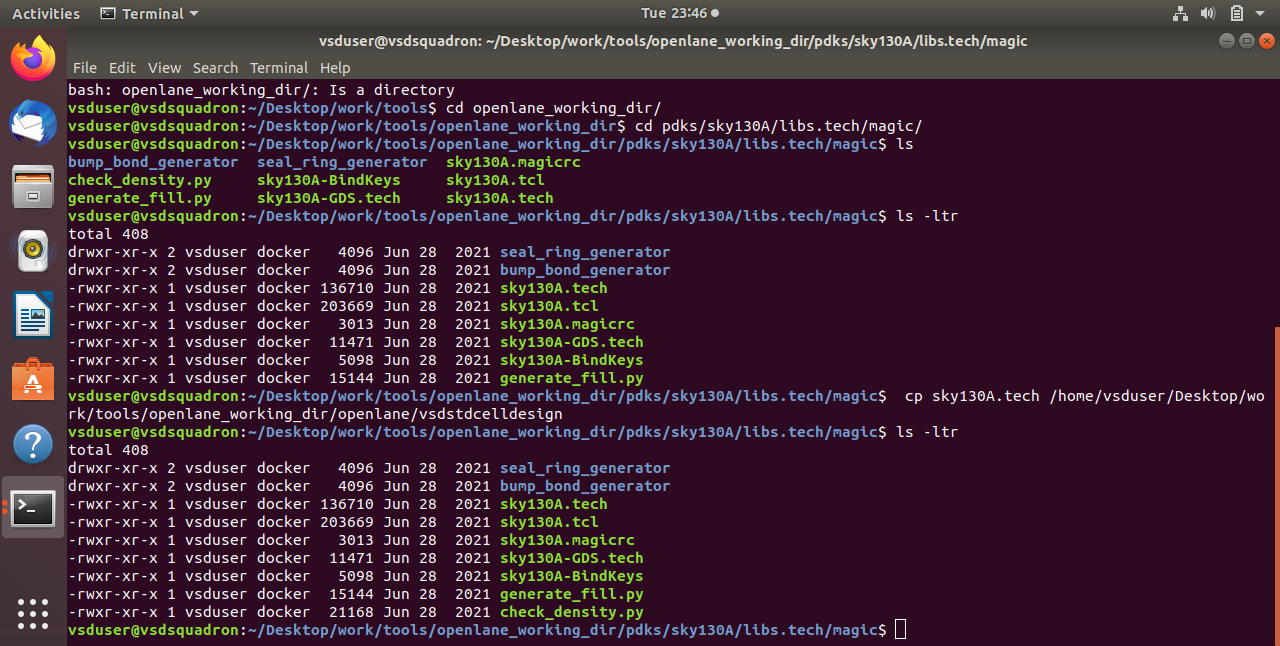 Activities Terminal Tue 23:46
vsduser@vsdsquadron: ~/Desktop/work/tools/openlane_working_dir/pdks/sky130A/libs.tech/magic
File Edit View Search Terminal Help
bash: openlane_working_dir/: Is a directory
vsduser@vsdsquadron:~/Desktop/work/tools$ cd openlane_working_dir/
vsduser@vsdsquadron:~/Desktop/work/tools/openlane_working_dir$ cd pdks/sky130A/libs.tech/magic/
vsduser@vsdsquadron:~/Desktop/work/tools/openlane_working_dir/pdks/sky130A/libs.tech/magic$ ls
bump_bond_generator  seal_ring_generator  sky130A.magicrc
check_density.py     sky130A-BindKeys     sky130A.tcl
generate_fill.py     sky130A-GDS.tech     sky130A.tech
vsduser@vsdsquadron:~/Desktop/work/tools/openlane_working_dir/pdks/sky130A/libs.tech/magic$ ls -ltr
total 408
drwxr-xr-x 2 vsduser docker   4096 Jun 28  2021 seal_ring_generator
drwxr-xr-x 2 vsduser docker   4096 Jun 28  2021 bump_bond_generator
-rwxr-xr-x 1 vsduser docker 136710 Jun 28  2021 sky130A.tech
-rwxr-xr-x 1 vsduser docker 203669 Jun 28  2021 sky130A.tcl
-rwxr-xr-x 1 vsduser docker   3013 Jun 28  2021 sky130A.magicrc
-rwxr-xr-x 1 vsduser docker  11471 Jun 28  2021 sky130A-GDS.tech
-rwxr-xr-x 1 vsduser docker   5098 Jun 28  2021 sky130A-BindKeys
-rwxr-xr-x 1 vsduser docker  15144 Jun 28  2021 generate_fill.py
vsduser@vsdsquadron:~/Desktop/work/tools/openlane_working_dir/pdks/sky130A/libs.tech/magic$  cp sky130A.tech /home/vsduser/Desktop/wo
rk/tools/openlane_working_dir/openlane/vsdstdcelldesign
vsduser@vsdsquadron:~/Desktop/work/tools/openlane_working_dir/pdks/sky130A/libs.tech/magic$ ls -ltr
total 408
drwxr-xr-x 2 vsduser docker   4096 Jun 28  2021 seal_ring_generator
drwxr-xr-x 2 vsduser docker   4096 Jun 28  2021 bump_bond_generator
-rwxr-xr-x 1 vsduser docker 136710 Jun 28  2021 sky130A.tech
-rwxr-xr-x 1 vsduser docker 203669 Jun 28  2021 sky130A.tcl
-rwxr-xr-x 1 vsduser docker   3013 Jun 28  2021 sky130A.magicrc
-rwxr-xr-x 1 vsduser docker  11471 Jun 28  2021 sky130A-GDS.tech
-rwxr-xr-x 1 vsduser docker   5098 Jun 28  2021 sky130A-BindKeys
-rwxr-xr-x 1 vsduser docker  15144 Jun 28  2021 generate_fill.py
-rwxr-xr-x 1 vsduser docker  21168 Jun 28  2021 check_density.py
vsduser@vsdsquadron:~/Desktop/work/tools/openlane_working_dir/pdks/sky130A/libs.tech/magic$